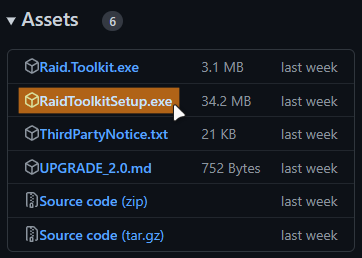 Assets 6
Raid.Toolkit.exe 3.1 MB last week
RaidToolkitSetup.exe 34.2 MB last week
ThirdPartyNotice.txt 21 KB last week
UPGRADE_2.0.md 752 Bytes last week
Source code (zip) last week
Source code (tar.gz) last week